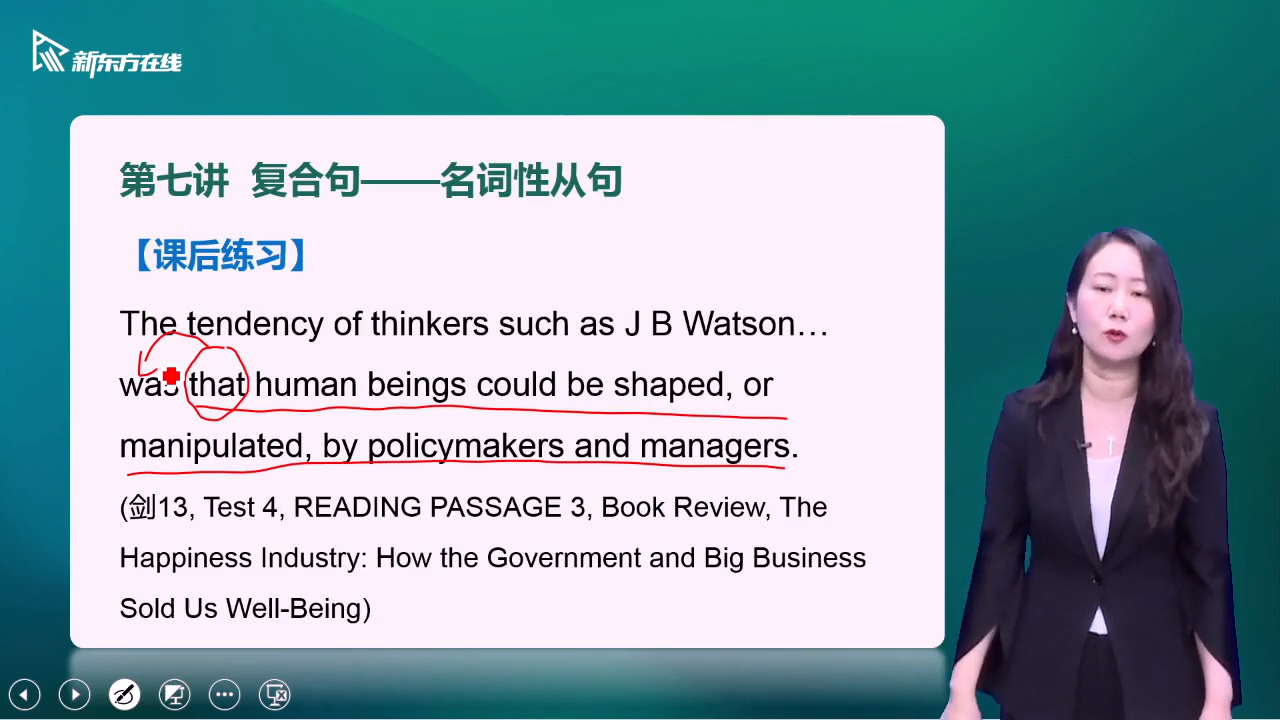 新东方在线
第七讲 复合句——名词性从句
【课后练习】
The tendency of thinkers such as J B Watson…
was that human beings could be shaped, or
manipulated, by policymakers and managers.
(剑13, Test 4, READING PASSAGE 3, Book Review, The
Happiness Industry: How the Government and Big Business
Sold Us Well-Being)